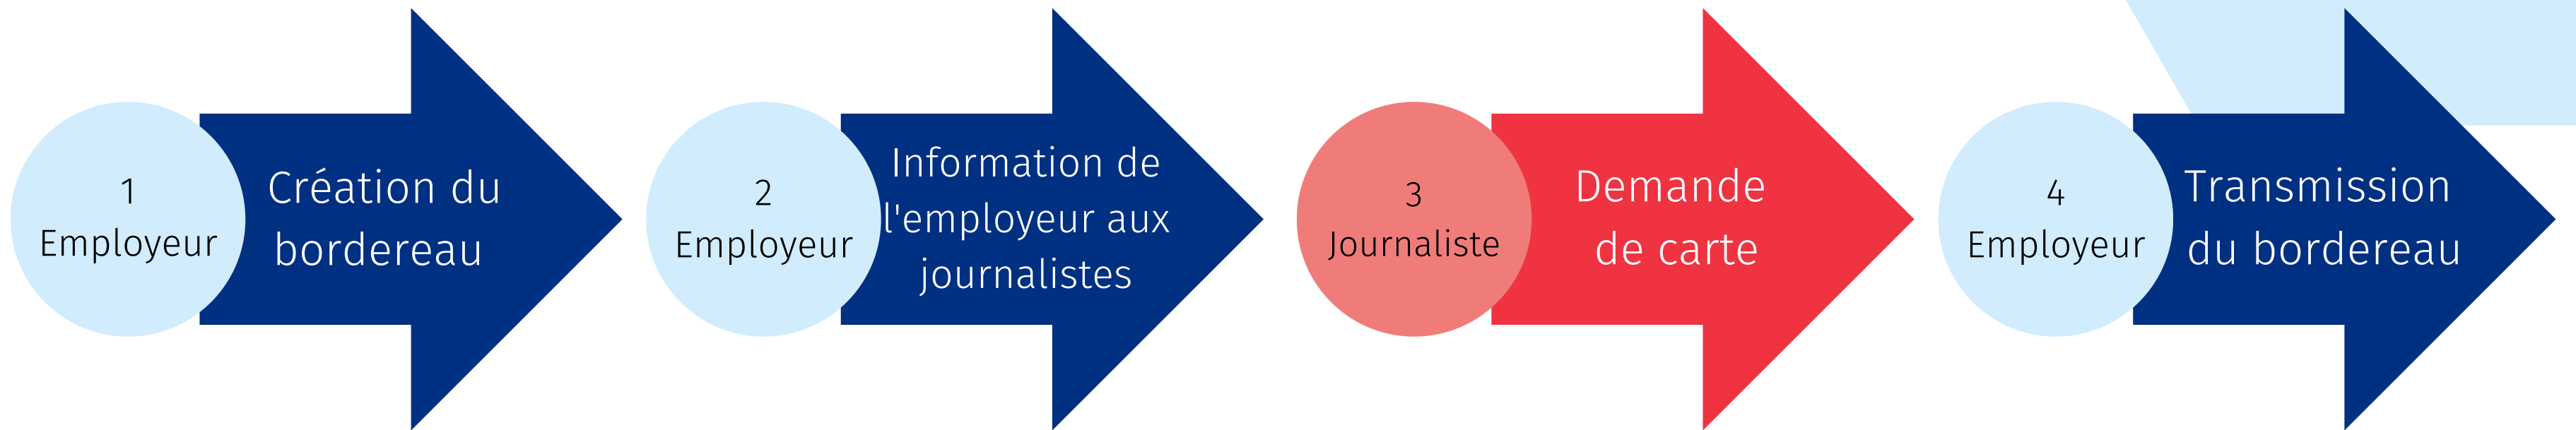 1
Employeur
Création du
bordereau
2
Employeur
Information de
l'employeur aux
journalistes
3
Journaliste
Demande
de carte
4
Employeur
Transmission
du bordereau